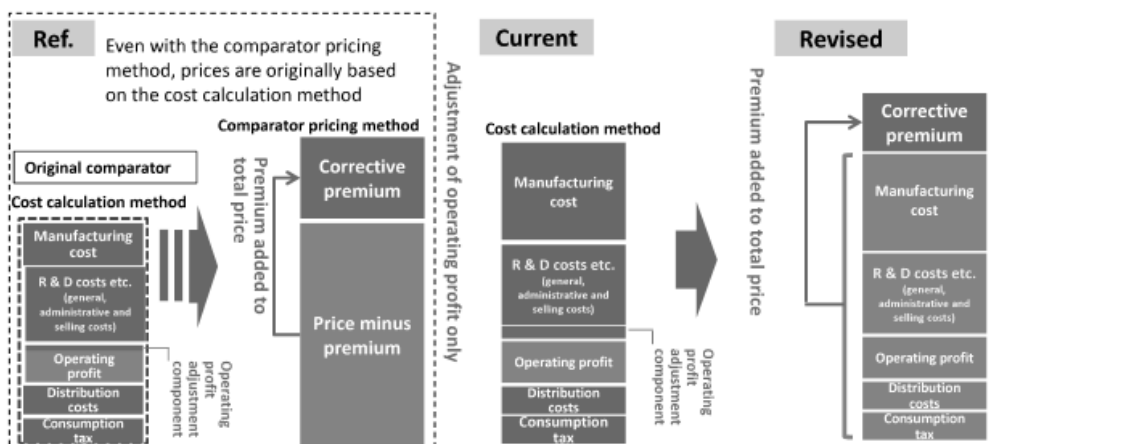 Ref.
Even with the comparator pricing
method, prices are originally based
on the cost calculation method
Comparator pricing method
Original comparator
Cost calculation method
Manufacturing
cost
R & D costs etc.
(general,
administrative and
selling costs)
Operating
profit
Distribution
costs
Consumption
tax
Operating
profit
adjustment
component
Premium added to
total price
Corrective
premium
Price minus
premium
Adjustment of operating profit only
Current
Cost calculation method
Manufacturing
cost
R & D costs etc.
(general,
administrative and
selling costs)
Operating profit
Distribution
costs
Consumption
tax
Operating
profit
adjustment
component
Revised
Premium added to total price
Corrective
premium
Manufacturing
cost
R & D costs etc.
(general,
administrative and
selling costs)
Operating profit
Distribution
costs
Consumption
tax